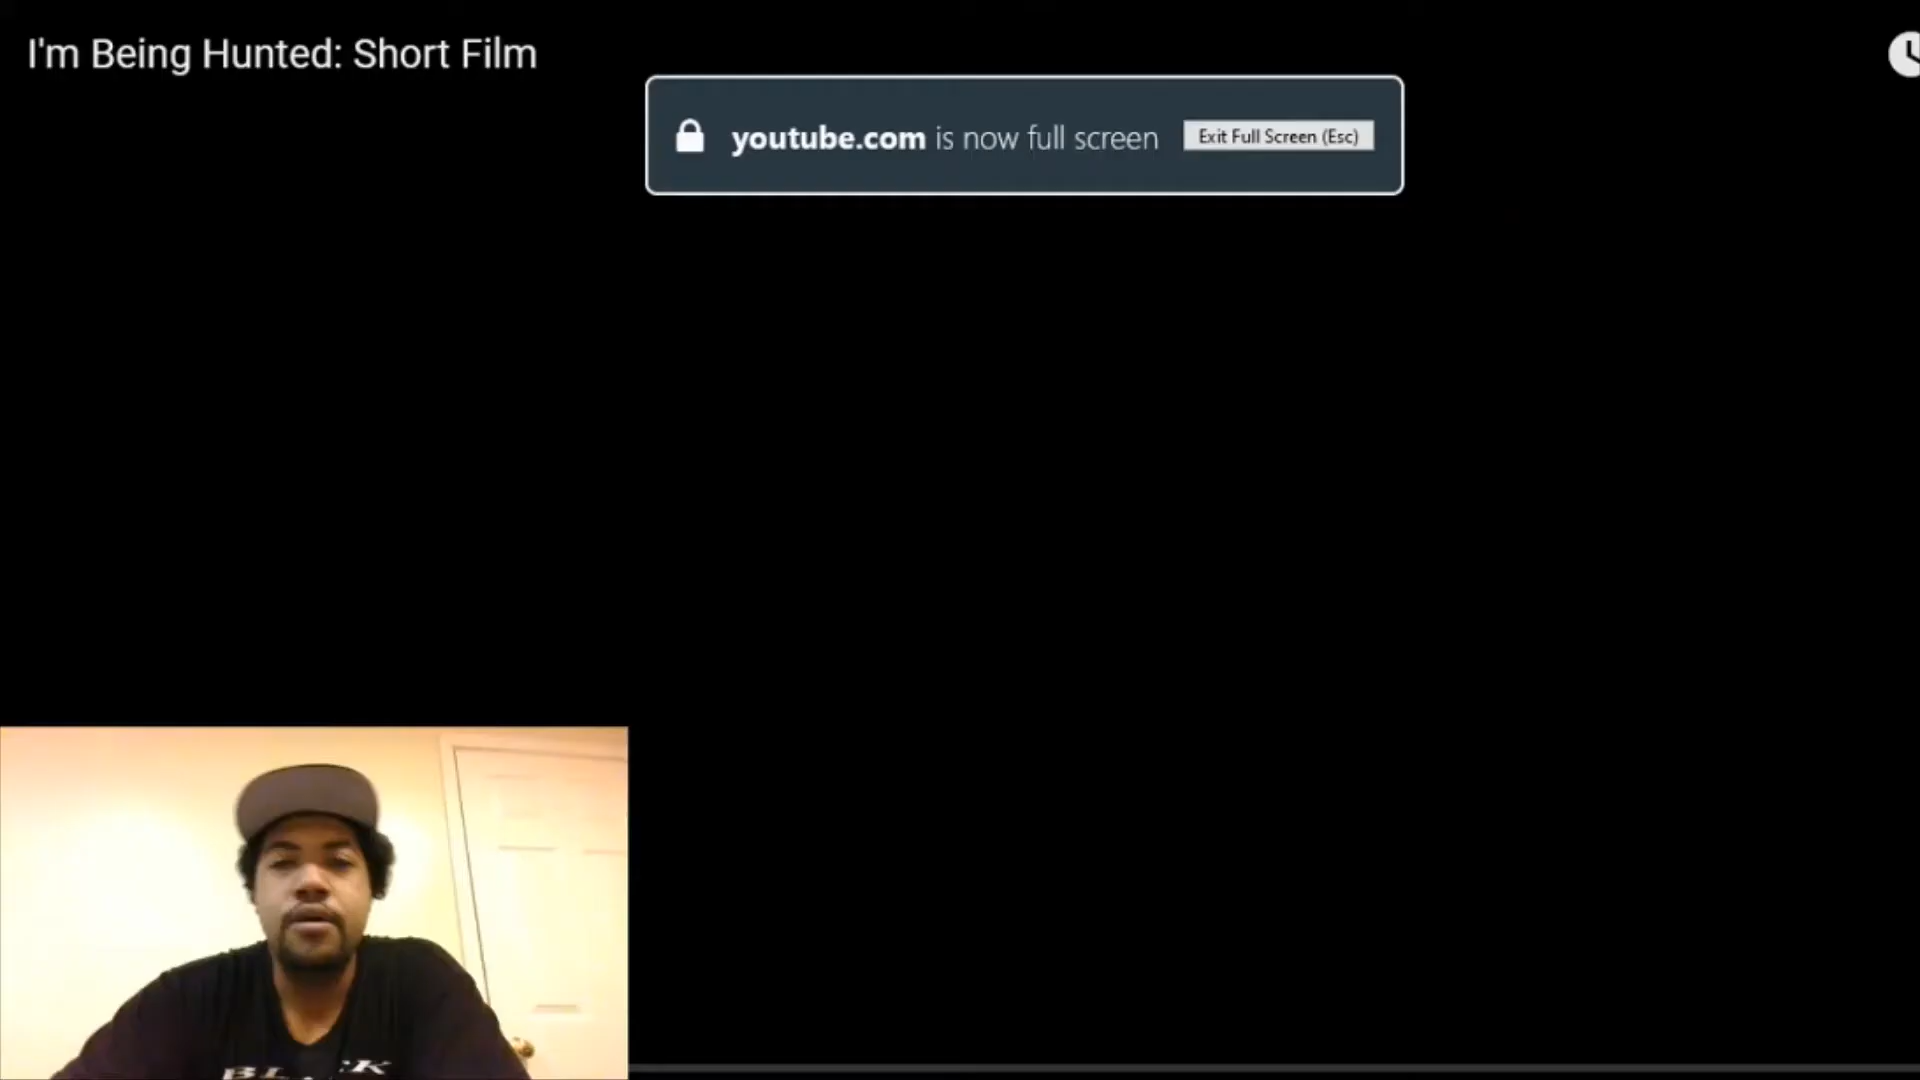 I'm Being Hunted: Short Film
youtube.com is now full screen
Exit Full Screen (Esc)